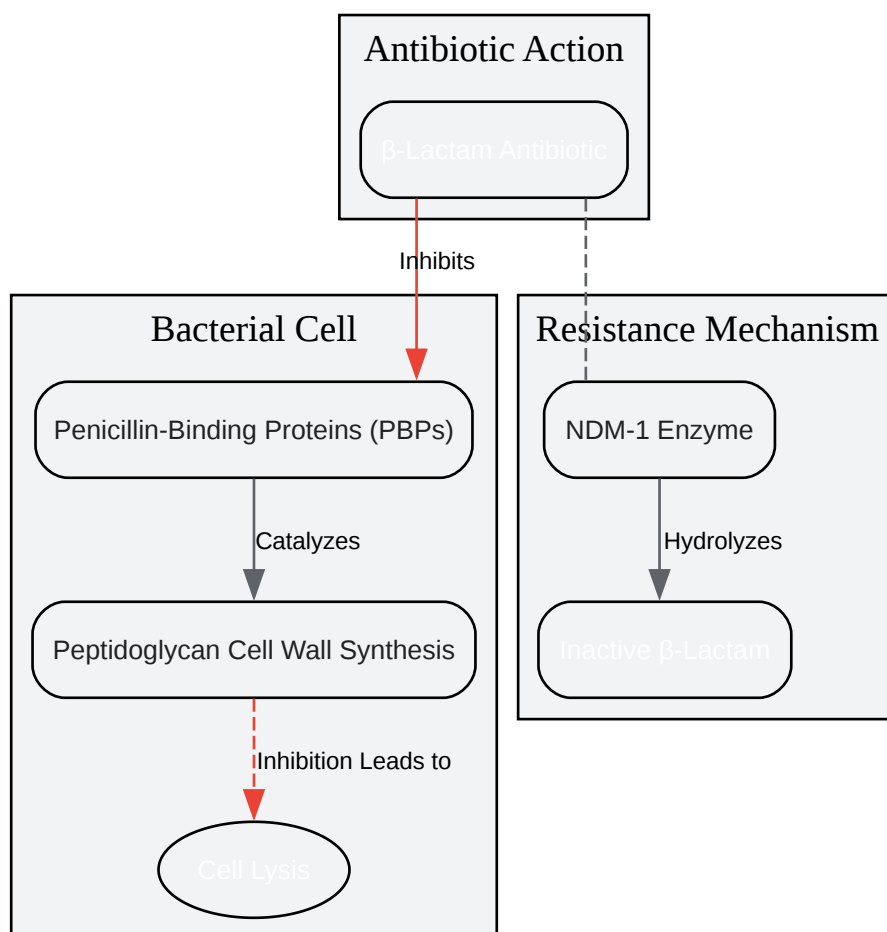 Antibiotic Action
β-Lactam Antibiotic
Inhibits
Bacterial Cell
Penicillin-Binding Proteins (PBPs)
Catalyzes
Peptidoglycan Cell Wall Synthesis
Inhibition Leads to
Cell Lysis
Resistance Mechanism
NDM-1 Enzyme
Hydrolyzes
Inactive β-Lactam